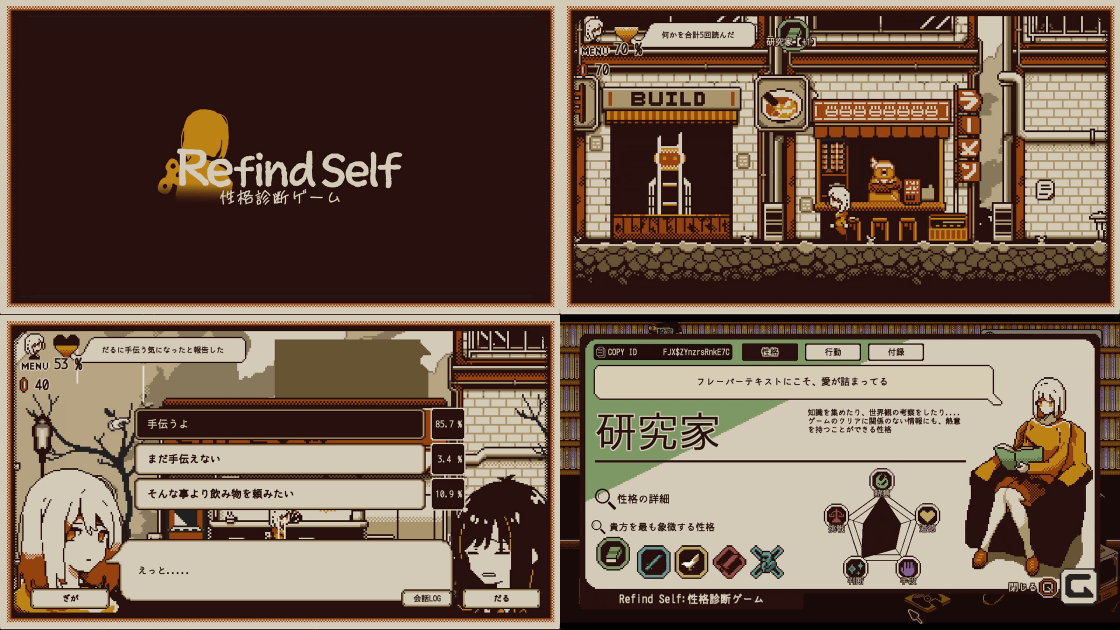 Refind Self
性格診断ゲーム
何かを合計5回読んだ
研究家【+1】
MENU 70 %
70
BUILD
ラーメン
だるに手伝う気になったと報告した
MENU 53 %
40
手伝うよ
85.7 %
まだ手伝えない
3.4 %
そんな事より飲み物を頼みたい
10.9 %
えっと.....
ざが
会話LOG
だる
COPY ID
FJX$ZYnzrsRnkE7C
性格
行動
付録
フレーバーテキストにこそ、愛が詰まってる
研究家
知識を集めたり、世界観の考察をしたり....
ゲームのクリアに関係のない情報にも、熱意
を持つことができる性格
性格の詳細
貴方を最も象徴する性格
閉じる
Refind Self:性格診断ゲーム